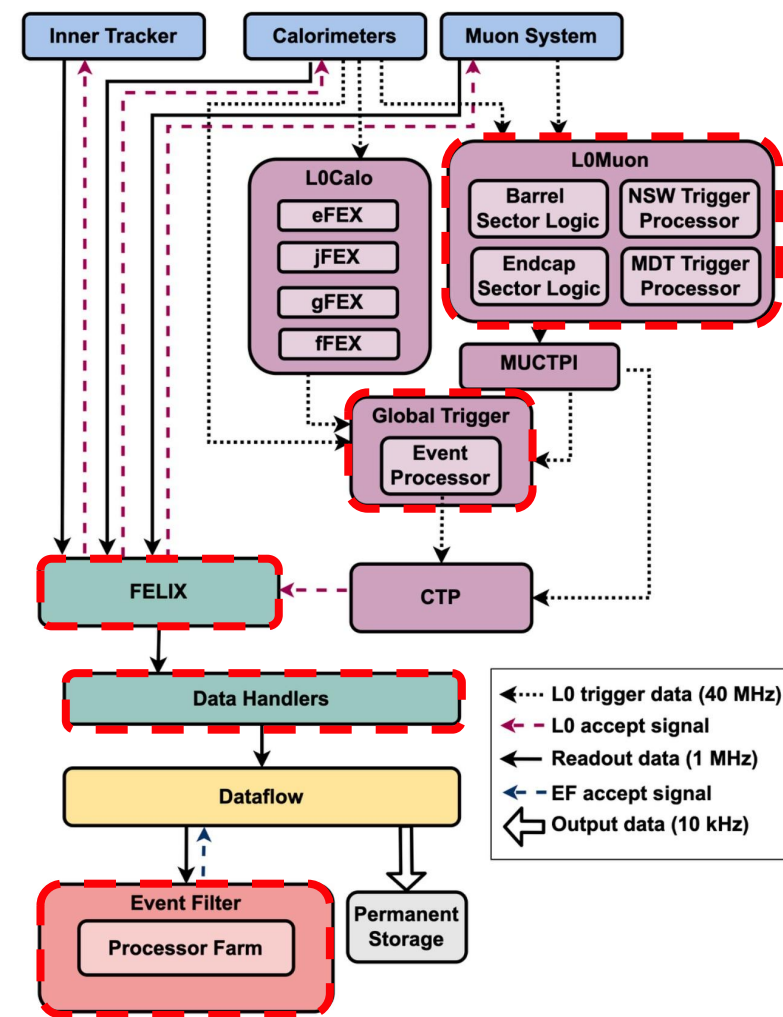 Inner Tracker
Calorimeters
Muon System
L0Calo
eFEX
jFEX
gFEX
fFEX
L0Muon
Barrel
Sector Logic
NSW Trigger
Processor
Endcap
Sector Logic
MDT Trigger
Processor
MUCTPI
Global Trigger
Event
Processor
FELIX
CTP
Data Handlers
Dataflow
Event Filter
Processor Farm
Permanent
Storage
L0 trigger data (40 MHz)
L0 accept signal
Readout data (1 MHz)
EF accept signal
Output data (10 kHz)